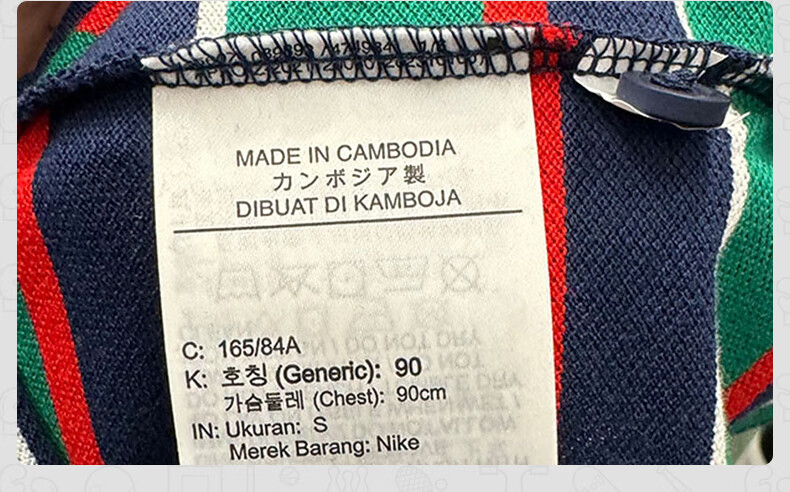 MADE IN CAMBODIA
カンボジア製
DIBUAT DI KAMBOJA
C: 165/84A
K: 호칭 (Generic): 90
가슴둘레 (Chest): 90cm
IN: Ukuran: S
Merek Barang: Nike